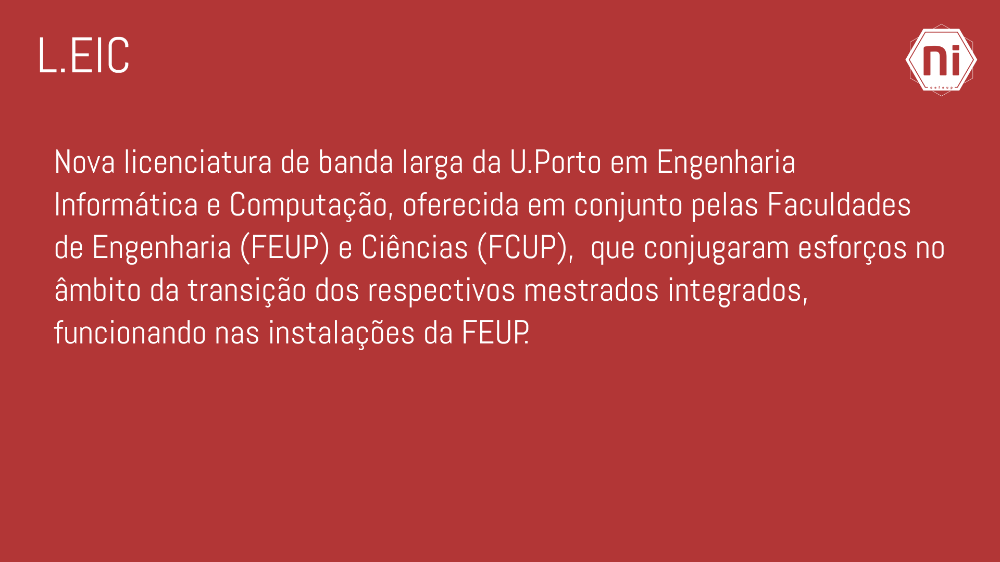 L.EIC
ni
aefeup
Nova licenciatura de banda larga da U.Porto em Engenharia
Informática e Computação, oferecida em conjunto pelas Faculdades
de Engenharia (FEUP) e Ciências (FCUP),  que conjugaram esforços no
âmbito da transição dos respectivos mestrados integrados,
funcionando nas instalações da FEUP.